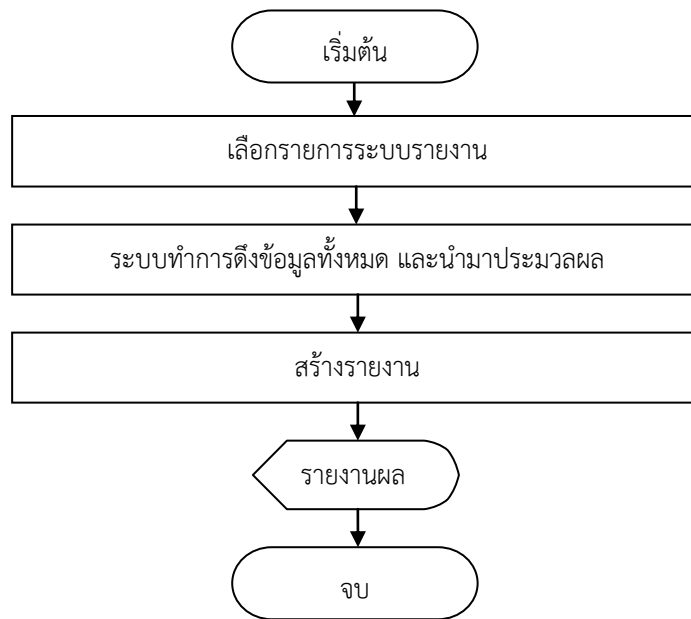 เริ่มต้น
เลือกรายการระบบรายงาน
ระบบทำการดึงข้อมูลทั้งหมด และนำมาประมวลผล
สร้างรายงาน
รายงานผล
จบ